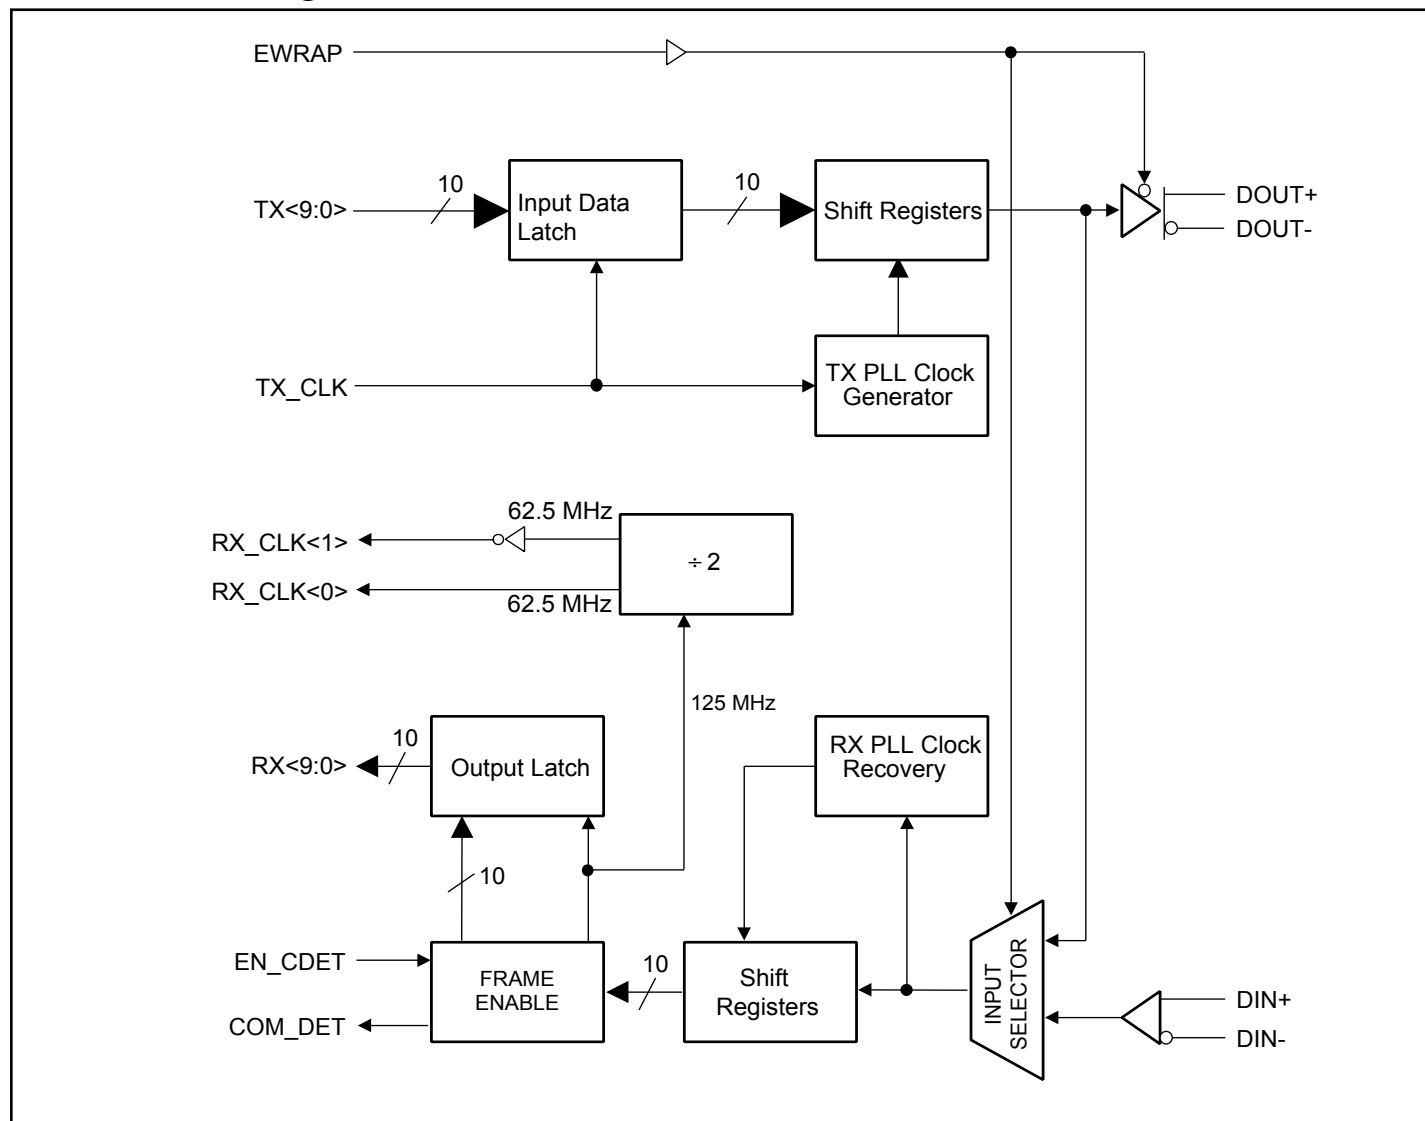 EWRAP
10
10
TX<9:0>
Input Data
Latch
Shift Registers
DOUT+
DOUT-
TX_CLK
TX PLL Clock
Generator
62.5 MHz
RX_CLK<1>
÷ 2
RX_CLK<0>
62.5 MHz
125 MHz
10
RX<9:0>
Output Latch
RX PLL Clock
Recovery
10
EN_CDET
FRAME
ENABLE
10
Shift
Registers
INPUT
SELECTOR
DIN+
COM_DET
DIN-